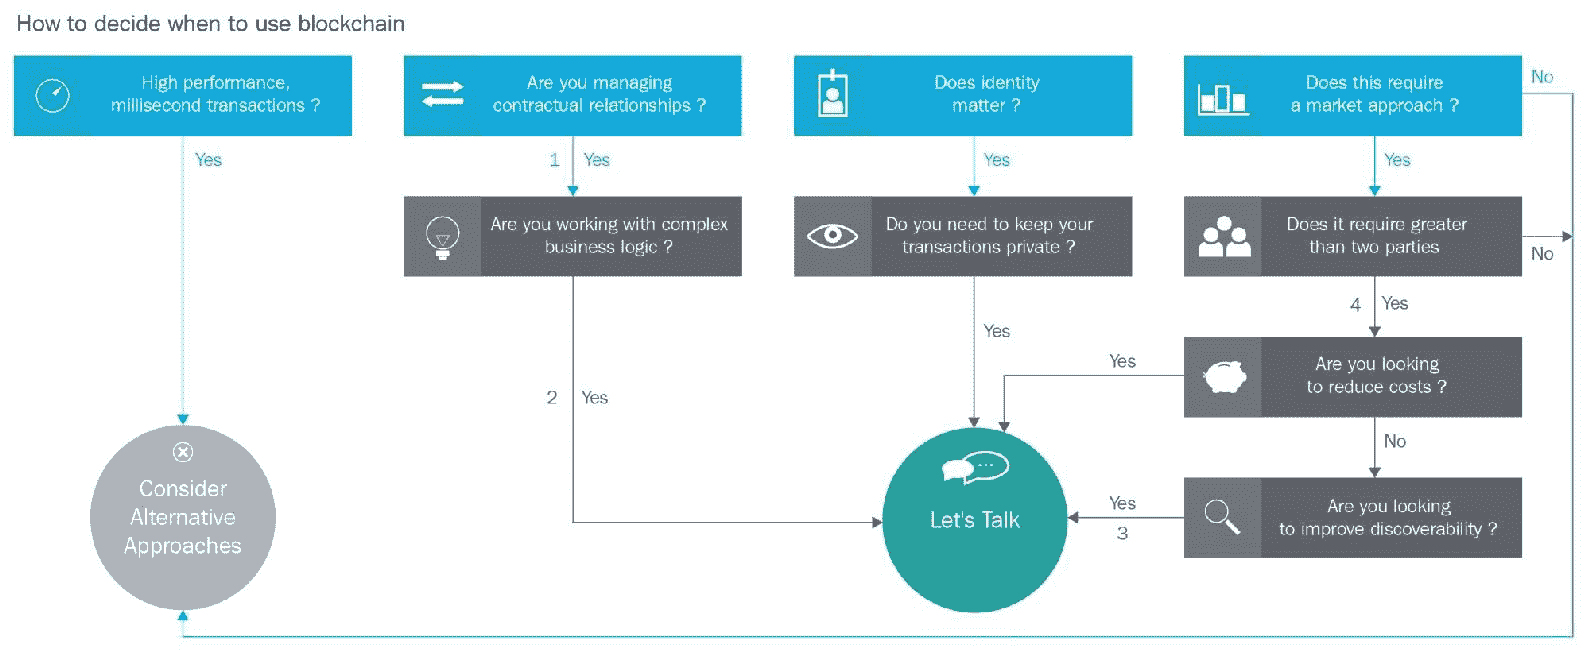 How to decide when to use blockchain
High performance,
millisecond transactions ?
Are you managing
contractual relationships ?
Does identity
matter ?
Does this require
a market approach ?
No
Yes
1
Yes
Yes
Yes
Are you working with complex
business logic ?
Do you need to keep your
transactions private ?
Does it require greater
than two parties
No
4
Yes
Yes
Yes
Are you looking
to reduce costs ?
2
Yes
No
Consider
Alternative
Approaches
Let's Talk
Yes
3
Are you looking
to improve discoverability ?